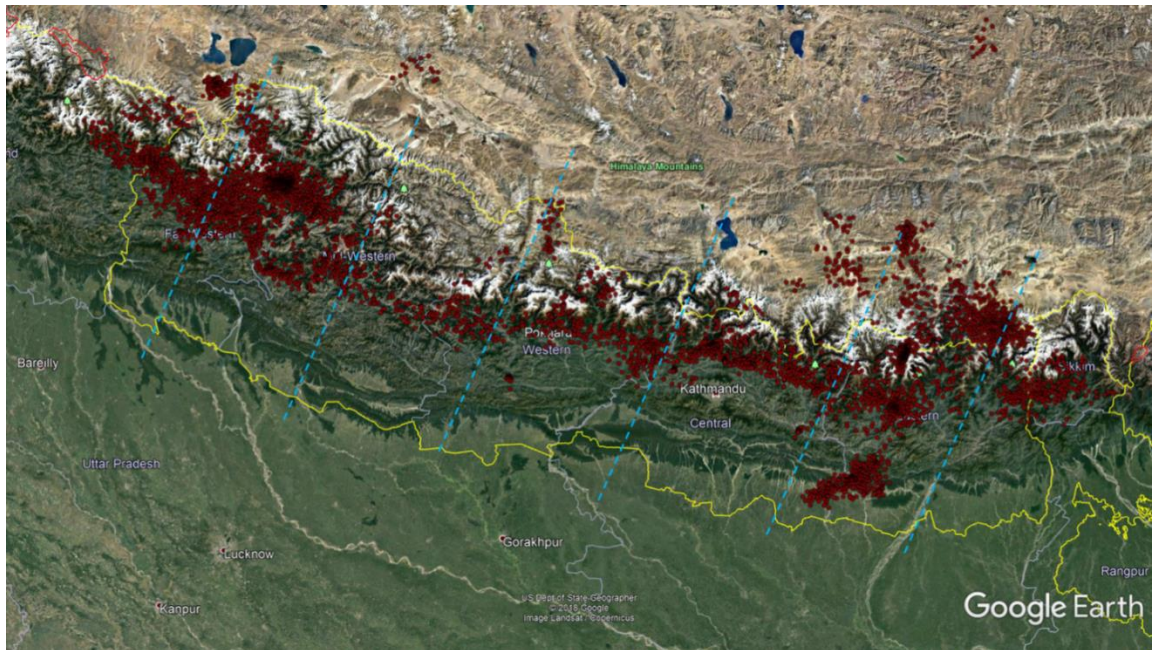 Himalaya Mountains
Western
Bareilly
Western
Kathmandu
Central
Uttar Pradesh
Lucknow
Gorakhpur
Kanpur
Rangpur
US Dept of State Geographer
© 2018 Google
Image Landsat / Copernicus
Google Earth